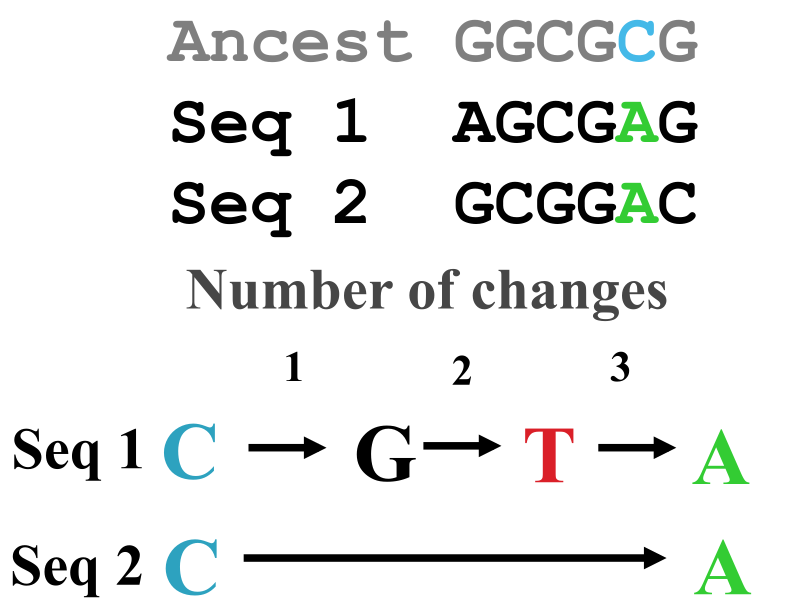 Ancest GGCGCG
Seq 1 AGCGAG
Seq 2 GCGGAC
Number of changes
1 2 3
Seq 1 C G T A
Seq 2 C A